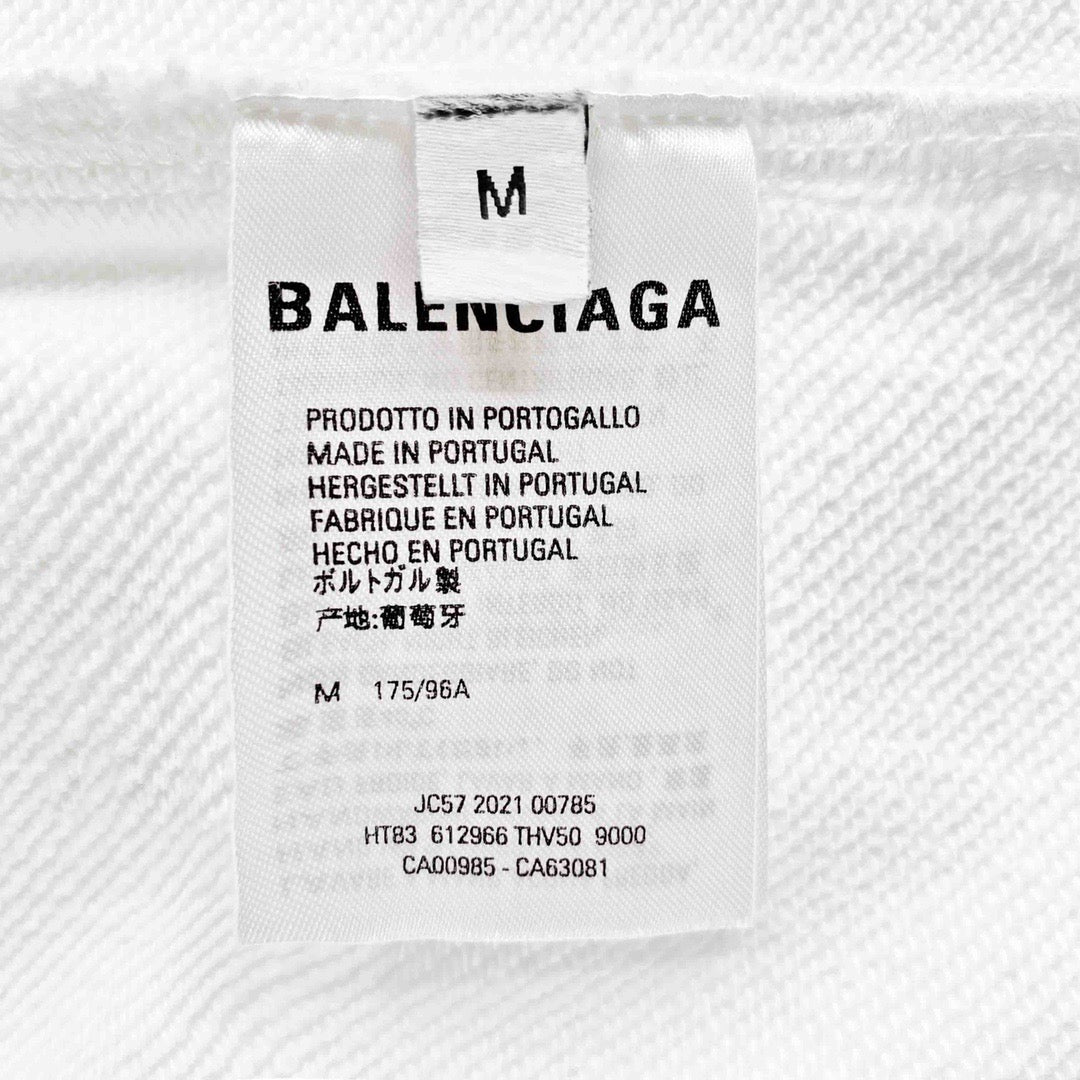 M
BALENCIAGA
PRODOTTO IN PORTOGALLO
MADE IN PORTUGAL
HERGESTELLT IN PORTUGAL
FABRIQUE EN PORTUGAL
HECHO EN PORTUGAL
ポルトガル製
产地:葡萄牙
M 175/96A
JC57 2021 00785
HT83 612966 THV50 9000
CA00985 - CA63081